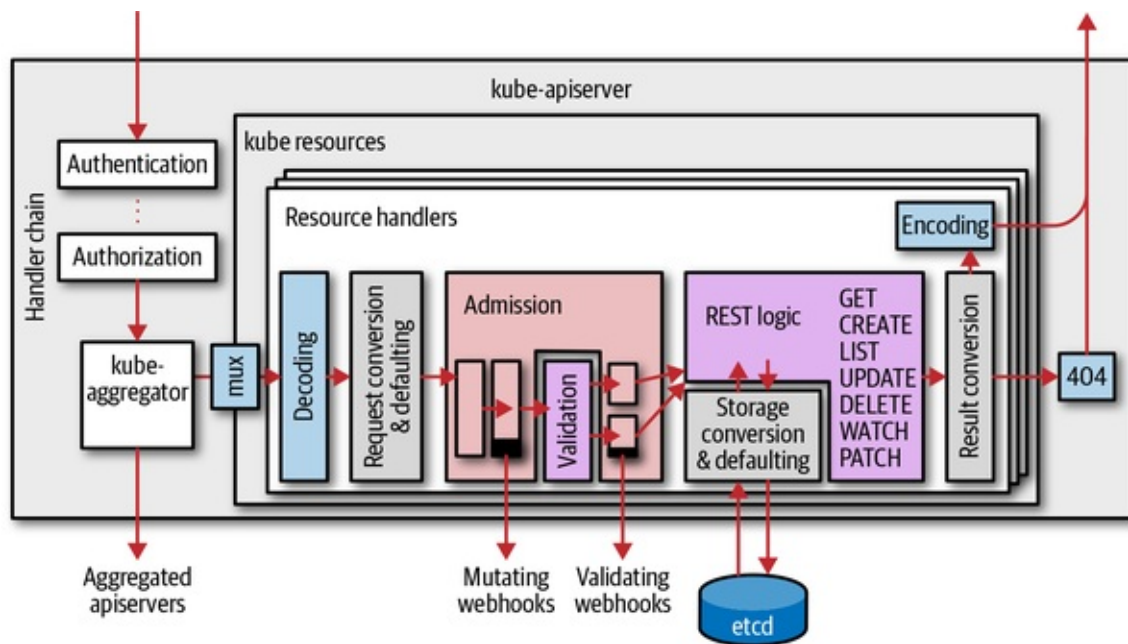 kube-apiserver
Handler chain
Authentication
Authorization
kube-
aggregator
Aggregated
apiservers
mux
kube resources
Resource handlers
Decoding
Request conversion
& defaulting
Admission
Validation
Mutating
webhooks
Validating
webhooks
REST logic
GET
CREATE
LIST
UPDATE
DELETE
WATCH
PATCH
Storage
conversion
& defaulting
etcd
Result conversion
Encoding
404